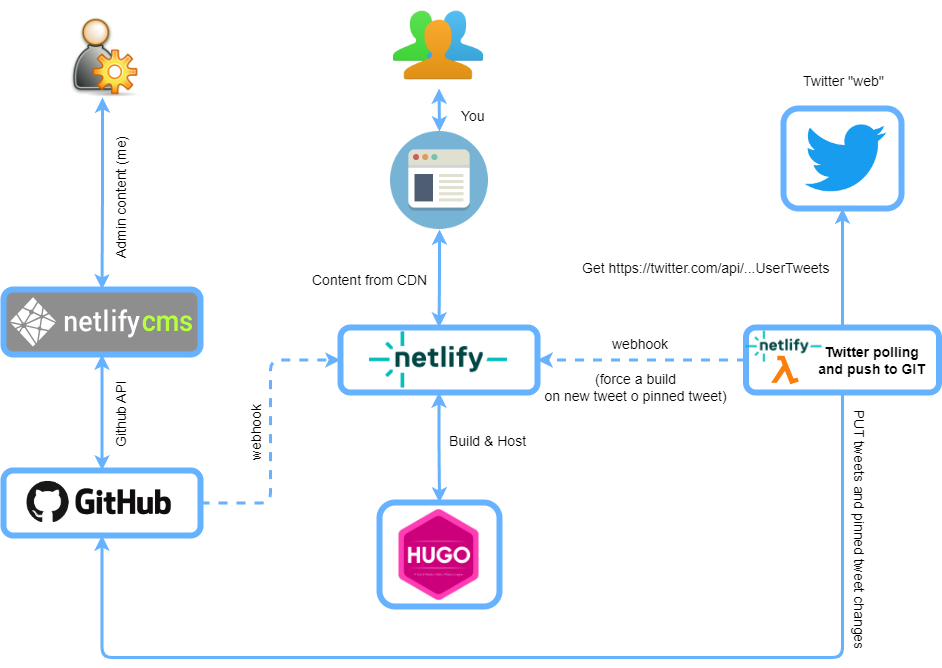 Twitter "web"
You
Admin content (me)
Get https://twitter.com/api/...UserTweets
Content from CDN
netlifycms
netlify
webhook
(force a build
on new tweet o pinned tweet)
netlify
Twitter polling
and push to GIT
Github API
webhook
Build & Host
PUT tweets and pinned tweet changes
GitHub
HUGO